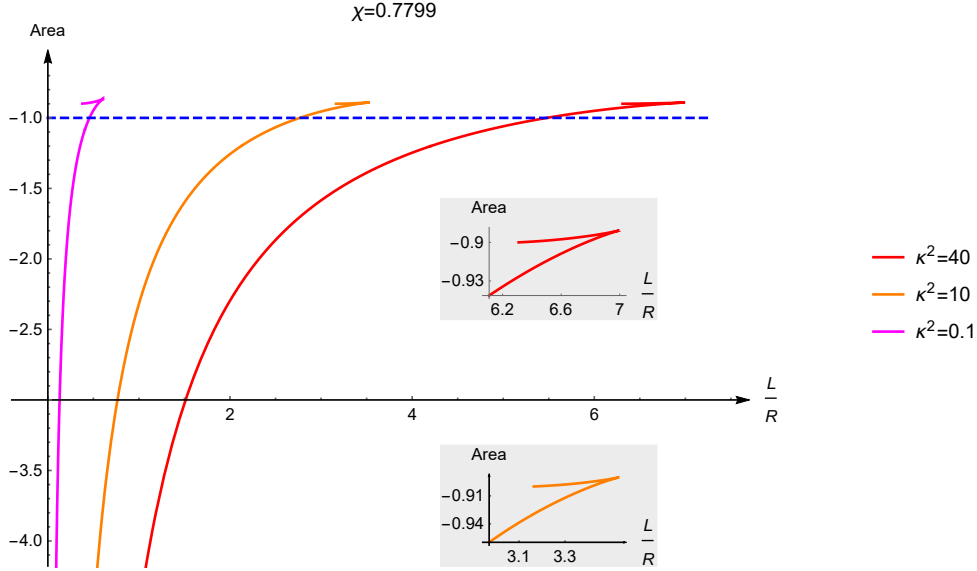 χ=0.7799
Area
−1.0
−1.5
−2.0
−2.5
−3.5
−4.0
2
4
6
L
R
Area
−0.9
−0.93
6.2
6.6
7
L
R
Area
−0.91
−0.94
3.1
3.3
L
R
κ²=40
κ²=10
κ²=0.1